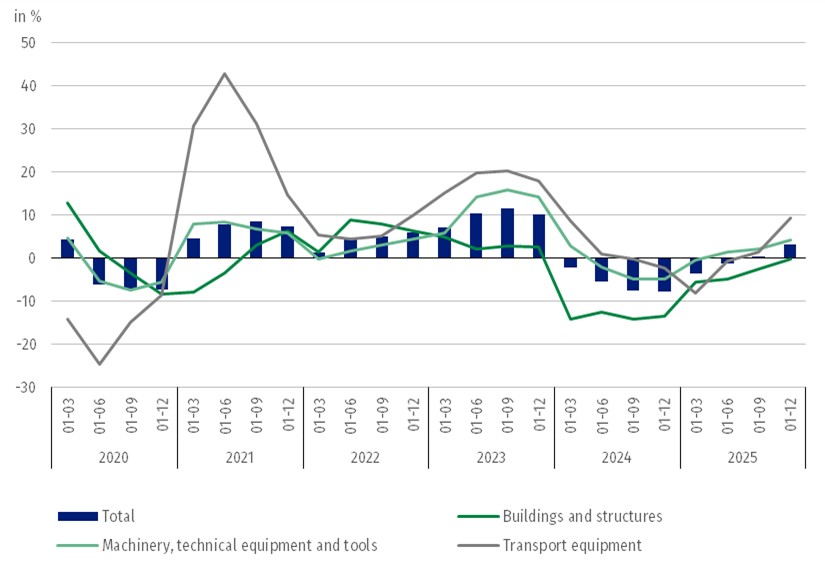 in %
50
40
30
20
10
0
-10
-20
-30
01-03 01-06 01-09 01-12 01-03 01-06 01-09 01-12 01-03 01-06 01-09 01-12 01-03 01-06 01-09 01-12 01-03 01-06 01-09 01-12 01-03 01-06 01-09 01-12
2020 2021 2022 2023 2024 2025
Total Buildings and structures
Machinery, technical equipment and tools Transport equipment